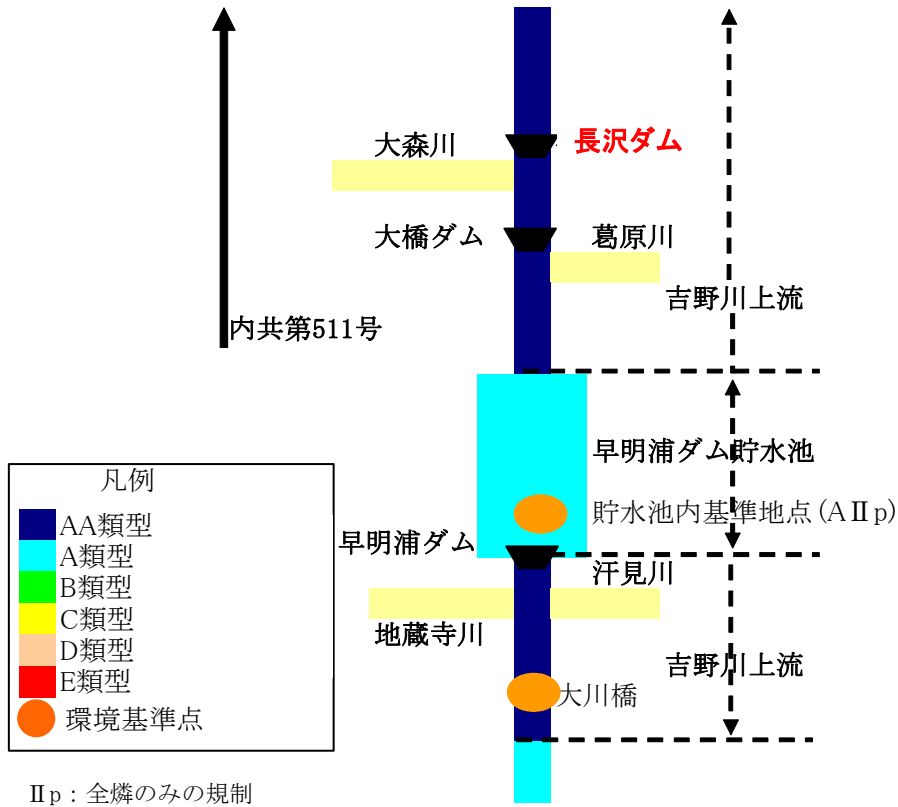 大森川
長沢ダム
大橋ダム
葛原川
吉野川上流
内共第511号
早明浦ダム貯水池
凡例
貯水池内基準地点(AⅡp)
AA類型
早明浦ダム
A類型
汗見川
B類型
C類型
地蔵寺川
D類型
吉野川上流
E類型
大川橋
環境基準点
Ⅱp：全燐のみの規制